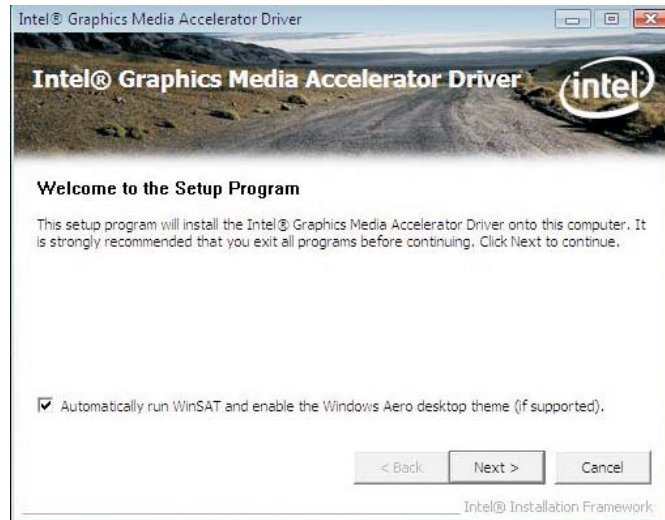 Intel® Graphics Media Accelerator Driver
Intel® Graphics Media Accelerator Driver
intel
Welcome to the Setup Program
This setup program will install the Intel® Graphics Media Accelerator Driver onto this computer. It
is strongly recommended that you exit all programs before continuing. Click Next to continue.
Automatically run WinSAT and enable the Windows Aero desktop theme (if supported).
< Back Next > Cancel
Intel® Installation Framework